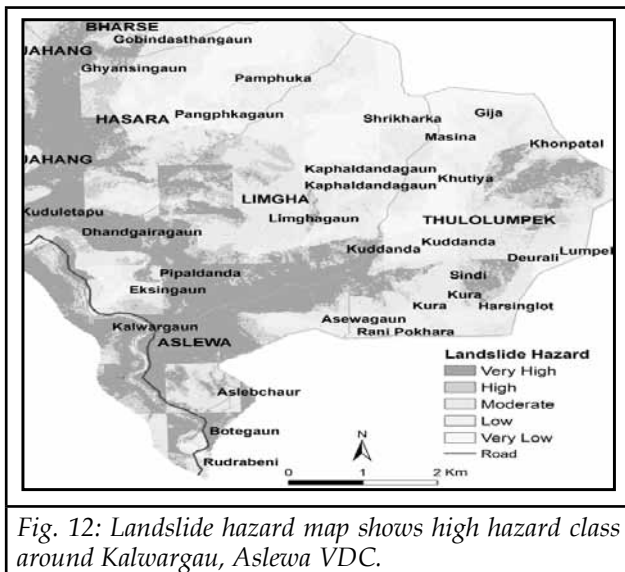 BHARSE
Gobindasthangaun
JAHANG
Ghyansingaun
Pamphuka
HASARA
Pangphkagaun
Shrikharka
Gija
Masina
Khonpatal
JAHANG
Kaphaldandagaun
Kaphaldandagaun
Khutiya
LIMGHA
Kuduletapu
Limghagaun
THULOLUMPEK
Dhandgairagaun
Kuddanda
Kuddanda
Deurali
Lumpek
Pipaldanda
Sindi
Eksingaun
Kura
Kura
Harsinglot
Kalwargaun
Asewagaun
Rani Pokhara
ASLEWA
Landslide Hazard
Very High
High
Moderate
Low
Very Low
Road
Aslebchaur
Botegaun
N
Rudrabeni
0 1 2 Km
Fig. 12: Landslide hazard map shows high hazard class
around Kalwargau, Aslewa VDC.